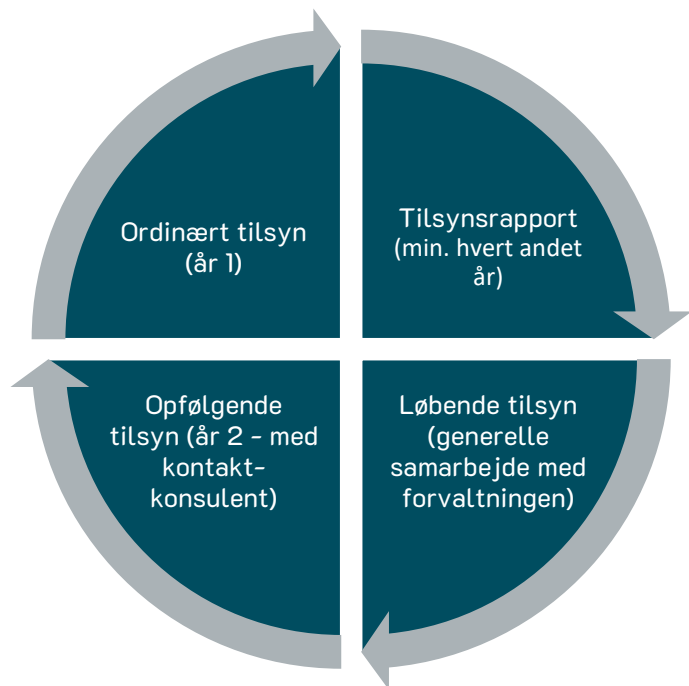 Ordinært tilsyn
(år 1)
Tilsynsrapport
(min. hvert andet
år)
Opfølgende
tilsyn (år 2 - med
kontakt-
konsulent)
Løbende tilsyn
(generelle
samarbejde med
forvaltningen)